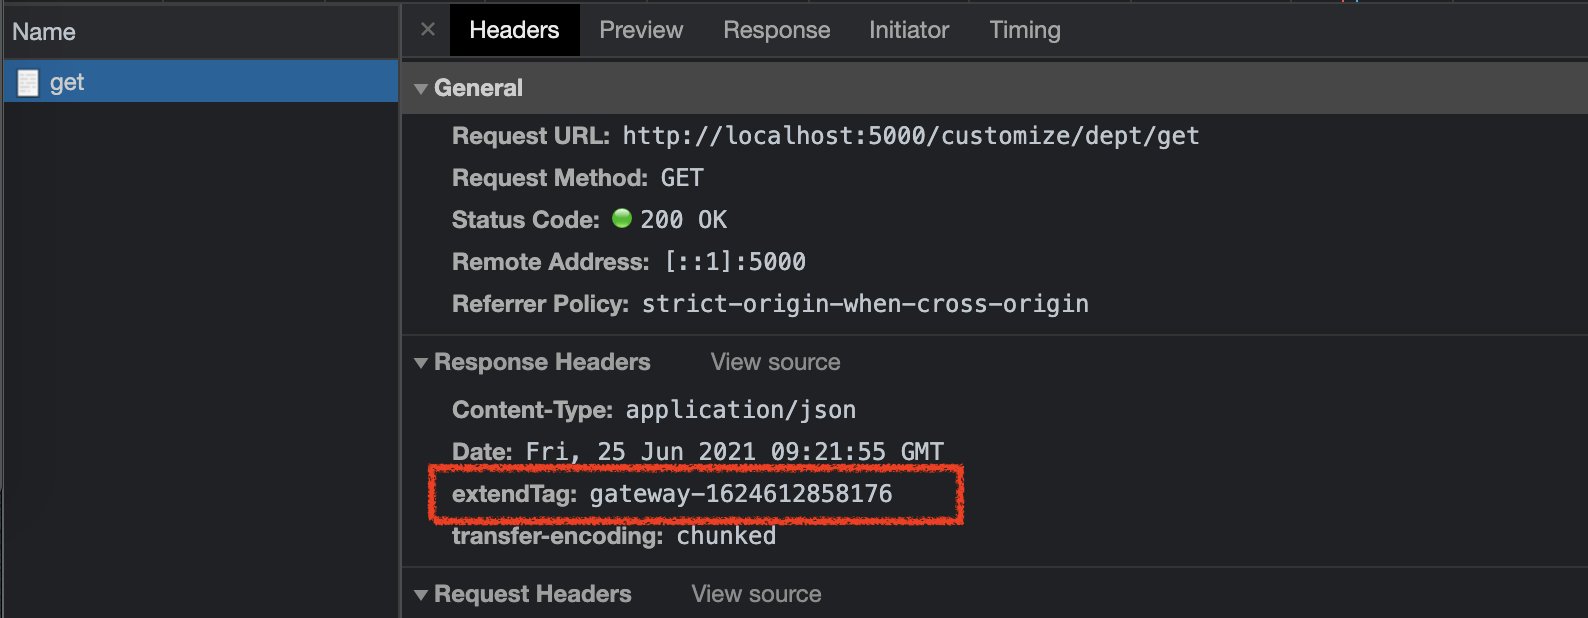 Name
get
× Headers Preview Response Initiator Timing
General
Request URL: http://localhost:5000/customize/dept/get
Request Method: GET
Status Code: 200 OK
Remote Address: [::1]:5000
Referrer Policy: strict-origin-when-cross-origin
Response Headers View source
Content-Type: application/json
Date: Fri, 25 Jun 2021 09:21:55 GMT
extendTag: gateway-1624612858176
transfer-encoding: chunked
Request Headers View source